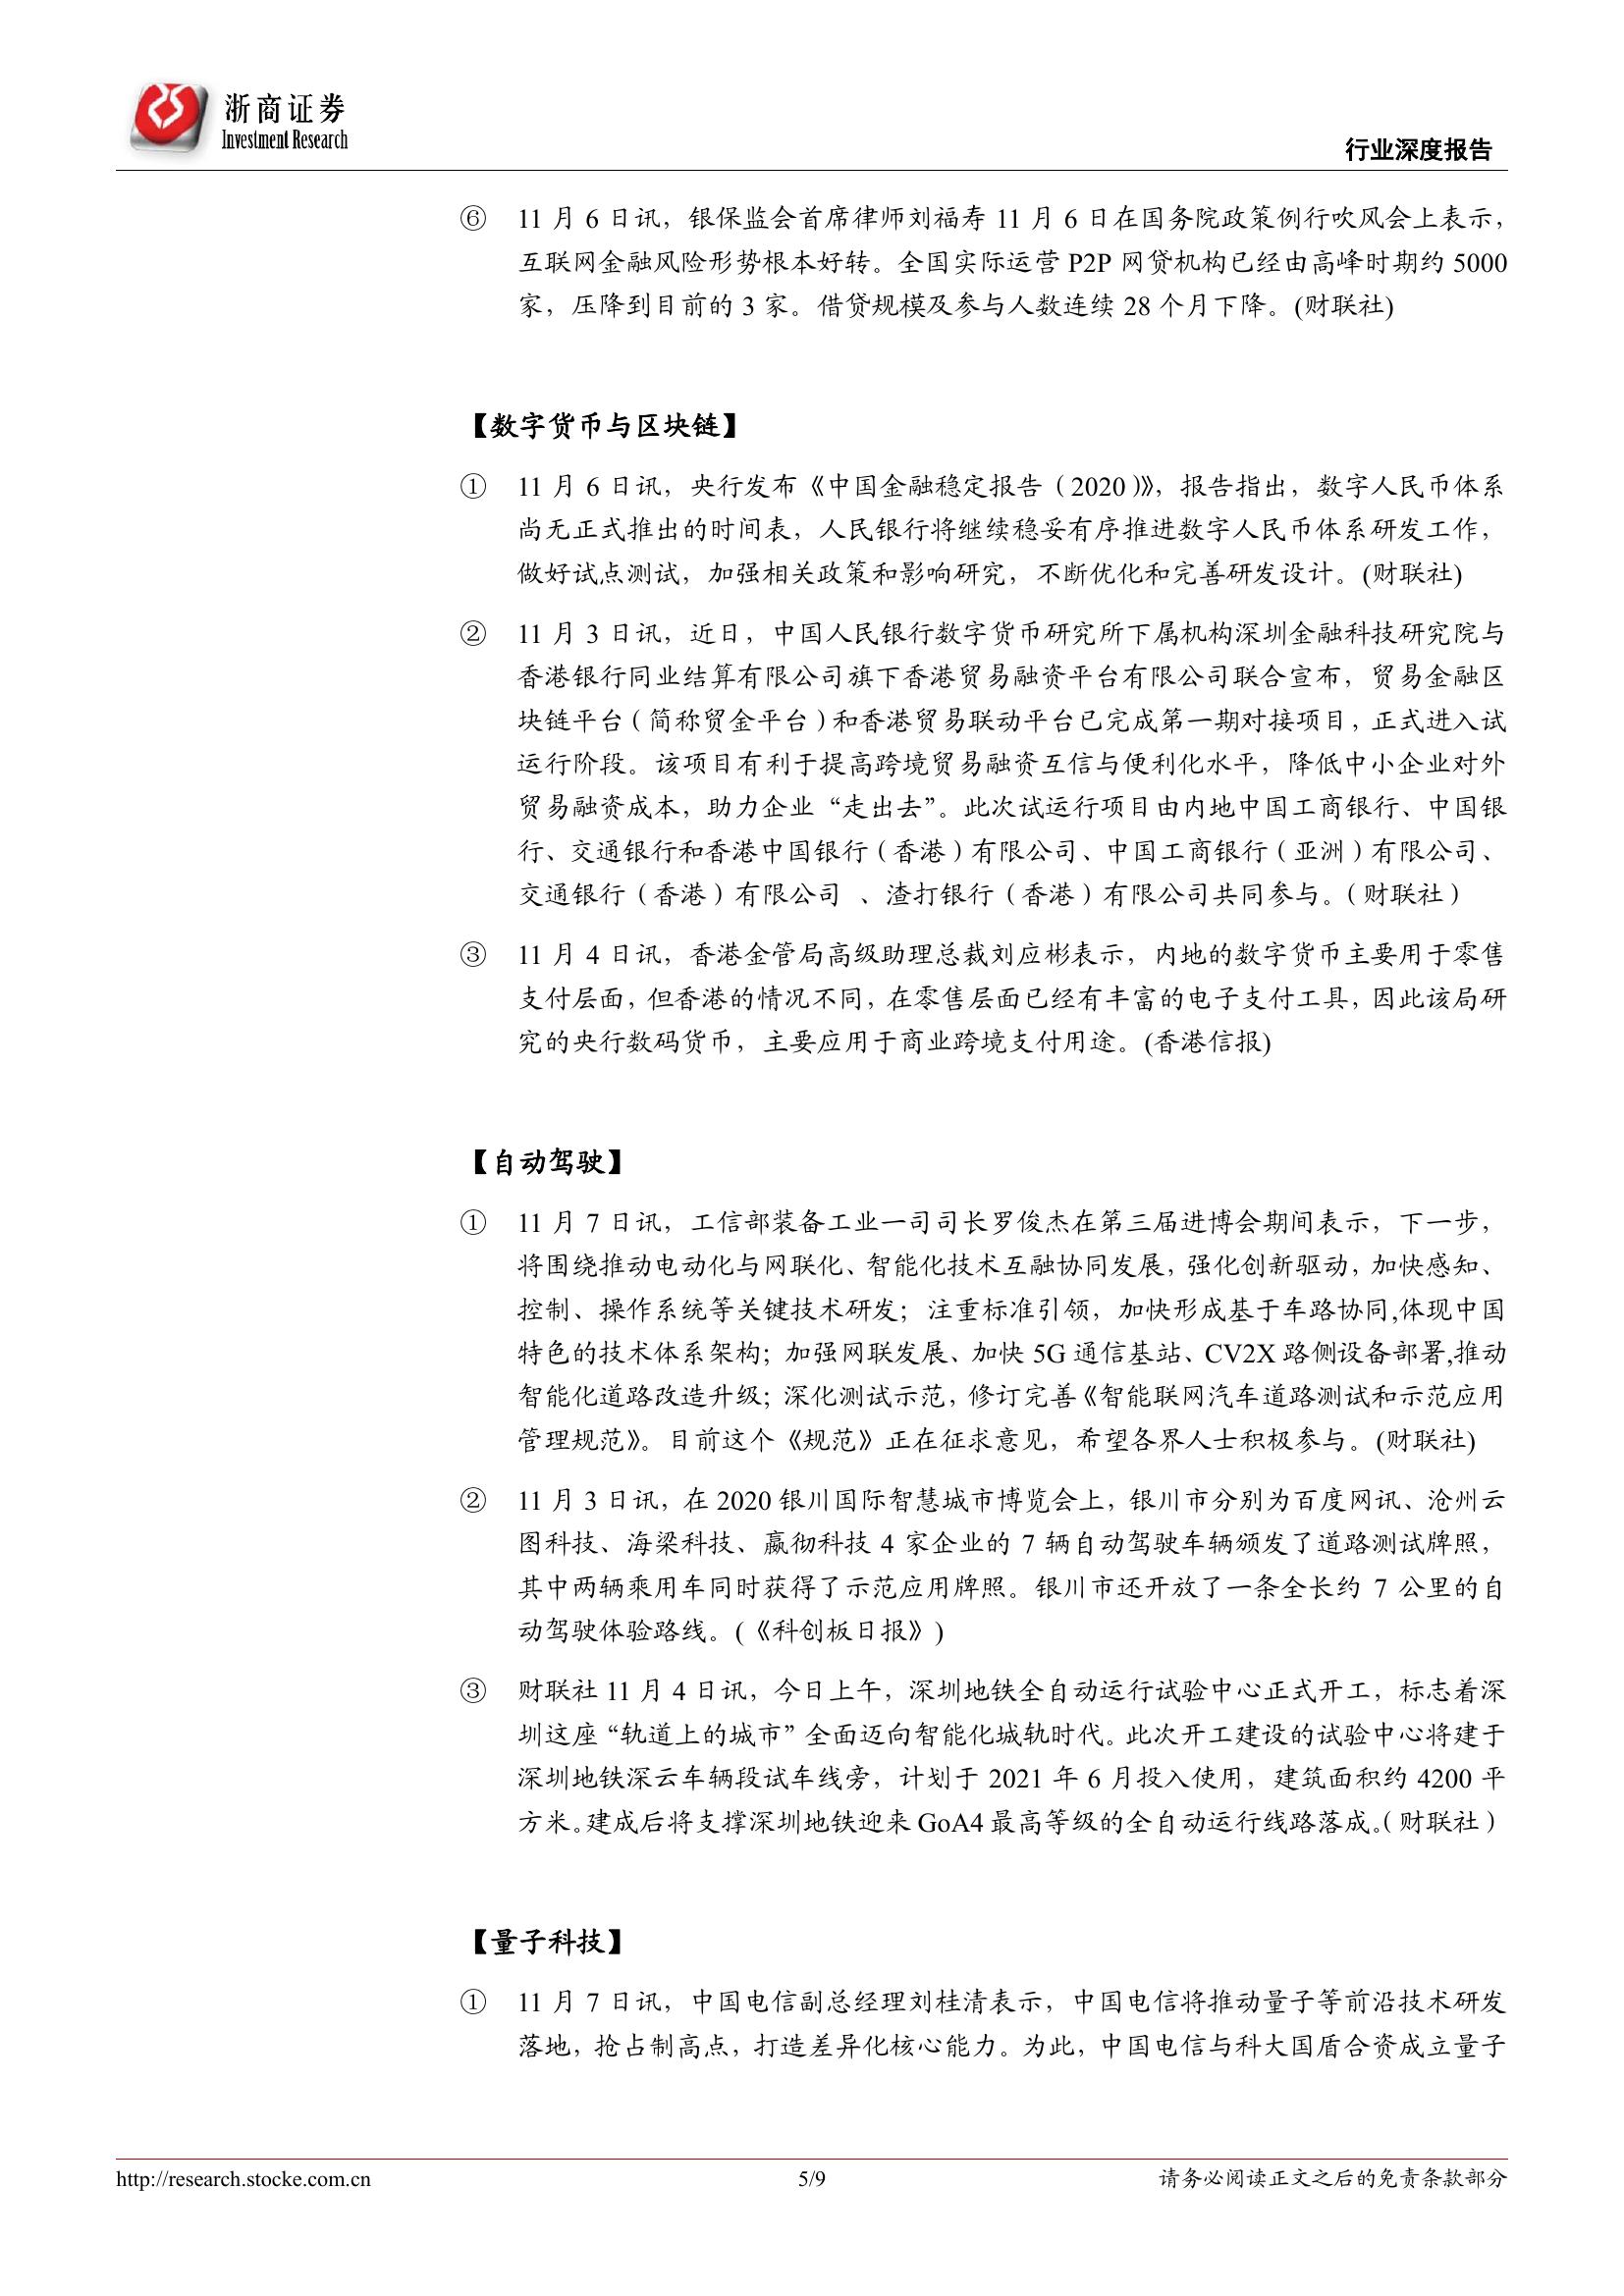 浙商证券
Investment Research
行业深度报告
⑥ 11 月 6 日讯，银保监会首席律师刘福寿 11 月 6 日在国务院政策例行吹风会上表示，
互联网金融风险形势根本好转。全国实际运营 P2P 网贷机构已经由高峰时期约 5000
家，压降到目前的 3 家。借贷规模及参与人数连续 28 个月下降。(财联社)
【数字货币与区块链】
① 11 月 6 日讯，央行发布《中国金融稳定报告（2020）》，报告指出，数字人民币体系
尚无正式推出的时间表，人民银行将继续稳妥有序推进数字人民币体系研发工作，
做好试点测试，加强相关政策和影响研究，不断优化和完善研发设计。(财联社)
② 11 月 3 日讯，近日，中国人民银行数字货币研究所下属机构深圳金融科技研究院与
香港银行同业结算有限公司旗下香港贸易融资平台有限公司联合宣布，贸易金融区
块链平台（简称贸金平台）和香港贸易联动平台已完成第一期对接项目，正式进入试
运行阶段。该项目有利于提高跨境贸易融资互信与便利化水平，降低中小企业对外
贸易融资成本，助力企业“走出去”。此次试运行项目由内地中国工商银行、中国银
行、交通银行和香港中国银行（香港）有限公司、中国工商银行（亚洲）有限公司、
交通银行（香港）有限公司 、渣打银行（香港）有限公司共同参与。（财联社）
③ 11 月 4 日讯，香港金管局高级助理总裁刘应彬表示，内地的数字货币主要用于零售
支付层面，但香港的情况不同，在零售层面已经有丰富的电子支付工具，因此该局研
究的央行数码货币，主要应用于商业跨境支付用途。(香港信报)
【自动驾驶】
① 11 月 7 日讯，工信部装备工业一司司长罗俊杰在第三届进博会期间表示，下一步，
将围绕推动电动化与网联化、智能化技术互融协同发展，强化创新驱动，加快感知、
控制、操作系统等关键技术研发；注重标准引领，加快形成基于车路协同,体现中国
特色的技术体系架构；加强网联发展、加快 5G 通信基站、CV2X 路侧设备部署,推动
智能化道路改造升级；深化测试示范，修订完善《智能联网汽车道路测试和示范应用
管理规范》。目前这个《规范》正在征求意见，希望各界人士积极参与。(财联社)
② 11 月 3 日讯，在 2020 银川国际智慧城市博览会上，银川市分别为百度网讯、沧州云
图科技、海梁科技、赢彻科技 4 家企业的 7 辆自动驾驶车辆颁发了道路测试牌照，
其中两辆乘用车同时获得了示范应用牌照。银川市还开放了一条全长约 7 公里的自
动驾驶体验路线。(《科创板日报》)
③ 财联社 11 月 4 日讯，今日上午，深圳地铁全自动运行试验中心正式开工，标志着深
圳这座“轨道上的城市”全面迈向智能化城轨时代。此次开工建设的试验中心将建于
深圳地铁深云车辆段试车线旁，计划于 2021 年 6 月投入使用，建筑面积约 4200 平
方米。建成后将支撑深圳地铁迎来 GoA4 最高等级的全自动运行线路落成。（财联社）
【量子科技】
① 11 月 7 日讯，中国电信副总经理刘桂清表示，中国电信将推动量子等前沿技术研发
落地，抢占制高点，打造差异化核心能力。为此，中国电信与科大国盾合资成立量子
http://research.stocke.com.cn 5/9 请务必阅读正文之后的免责条款部分